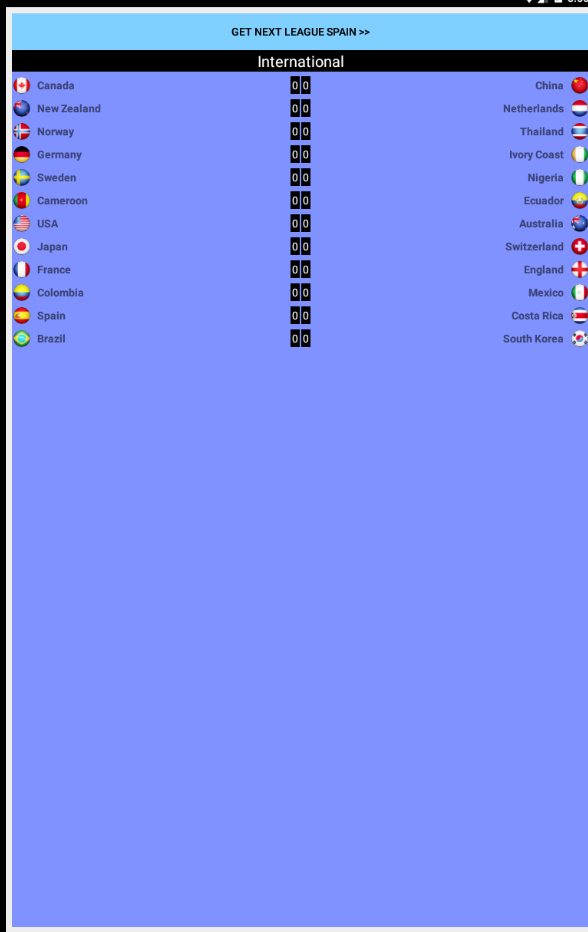 GET NEXT LEAGUE SPAIN >>
International
Canada 0 0 China
New Zealand 0 0 Netherlands
Norway 0 0 Thailand
Germany 0 0 Ivory Coast
Sweden 0 0 Nigeria
Cameroon 0 0 Ecuador
USA 0 0 Australia
Japan 0 0 Switzerland
France 0 0 England
Colombia 0 0 Mexico
Spain 0 0 Costa Rica
Brazil 0 0 South Korea